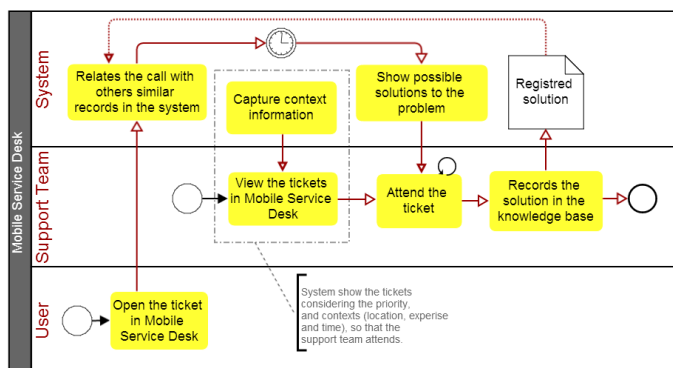 Mobile Service Desk
System
Relates the call with
others similar
records in the system
Capture context
information
Show possible
solutions to the
problem
Registred
solution
Support Team
View the tickets
in Mobile Service
Desk
Attend the
ticket
Records the
solution in the
knowledge base
User
Open the ticket
in Mobile
Service Desk
System show the tickets
considering the priority,
and contexts (location, experise
and time), so that the
support team attends.